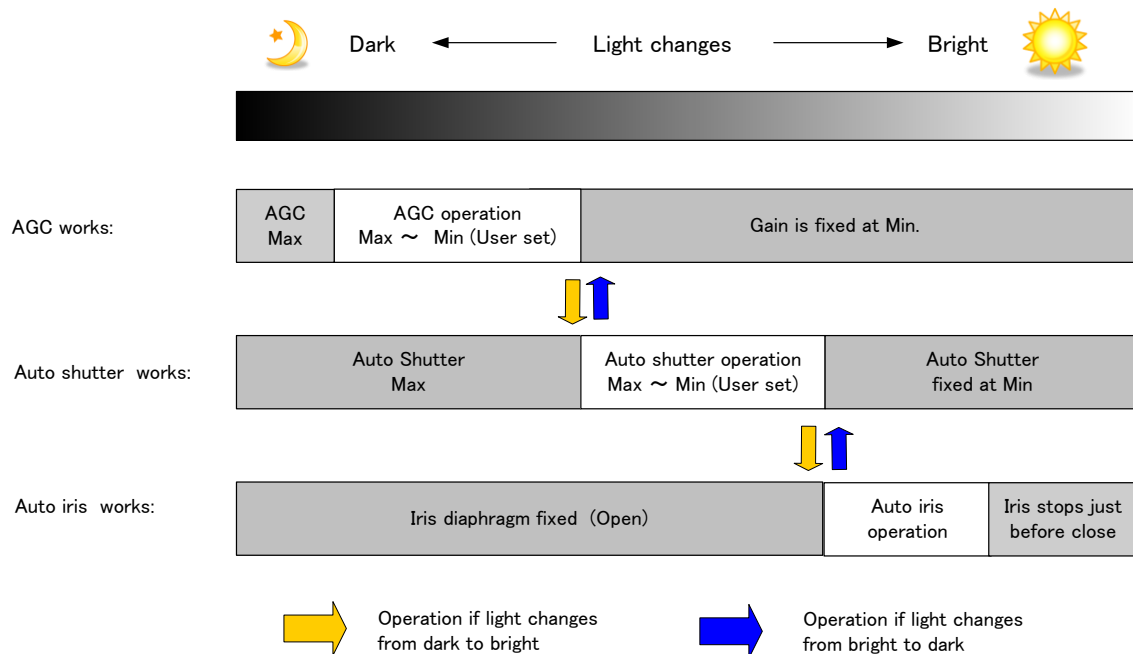 Dark Light changes Bright
AGC works:
AGC
Max
AGC operation
Max ～ Min (User set)
Gain is fixed at Min.
Auto shutter works:
Auto Shutter
Max
Auto shutter operation
Max ～ Min (User set)
Auto Shutter
fixed at Min
Auto iris works:
Iris diaphragm fixed (Open)
Auto iris
operation
Iris stops just
before close
Operation if light changes
from dark to bright
Operation if light changes
from bright to dark